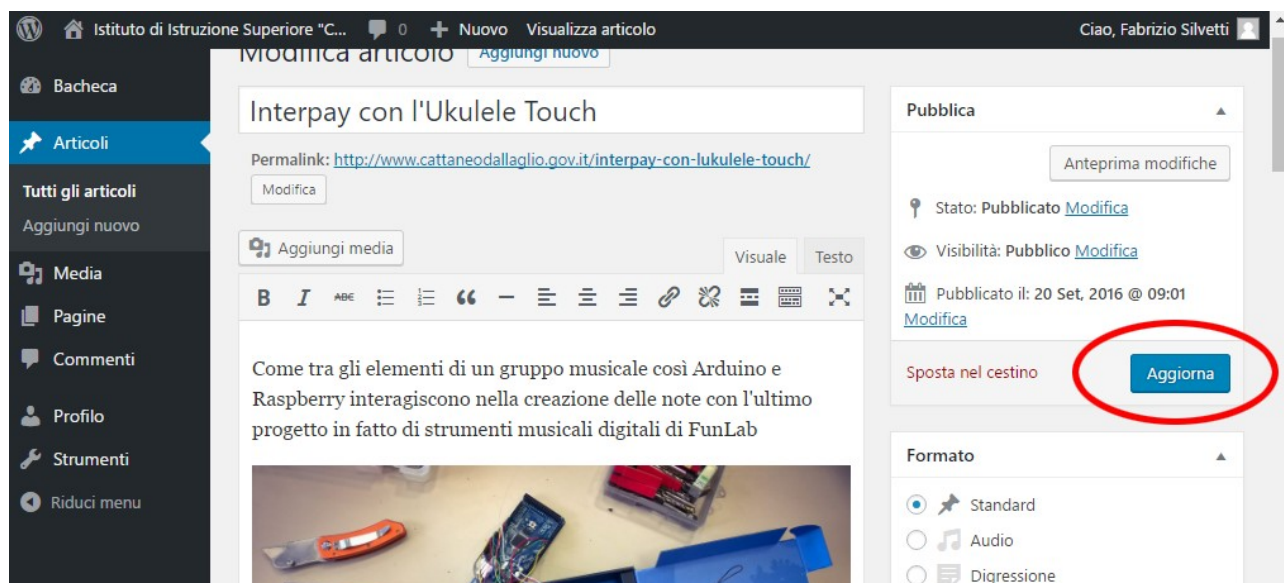 Istituto di Istruzione Superiore "C... 0 Nuovo Visualizza articolo Ciao, Fabrizio Silvetti
Bacheca
Articoli
Tutti gli articoli
Aggiungi nuovo
Media
Pagine
Commenti
Profilo
Strumenti
Riduci menu
Modifica articolo Aggiungi nuovo
Interpay con l'Ukulele Touch
Permalink: http://www.cattaneodallaglio.gov.it/interpay-con-lukulele-touch/
Modifica
Aggiungi media
Visuale Testo
B I ABC
Come tra gli elementi di un gruppo musicale così Arduino e
Raspberry interagiscono nella creazione delle note con l'ultimo
progetto in fatto di strumenti musicali digitali di FunLab
Pubblica
Anteprima modifiche
Stato: Pubblicato Modifica
Visibilità: Pubblico Modifica
Pubblicato il: 20 Set, 2016 @ 09:01
Modifica
Sposta nel cestino Aggiorna
Formato
Standard
Audio
Digressione